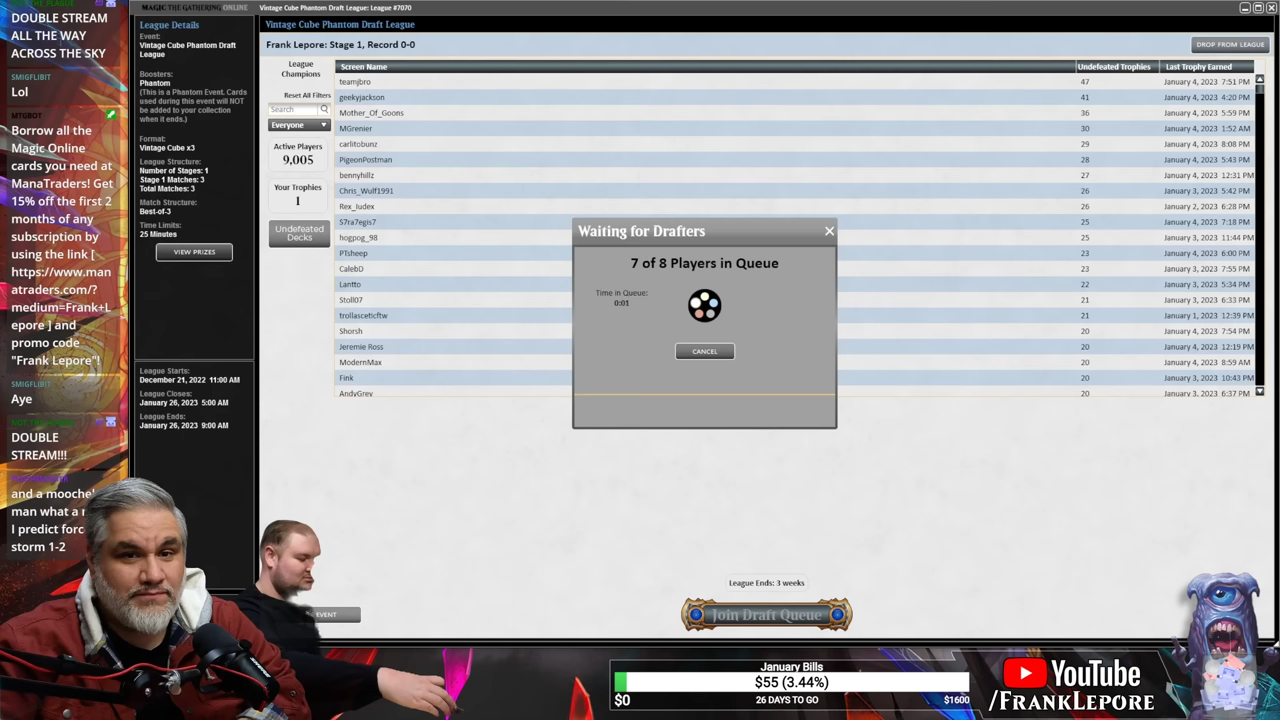 MAGIC THE GATHERING ONLINE
Vintage Cube Phantom Draft League: League #7070
DOUBLE STREAM
ALL THE WAY
ACROSS THE SKY
SMIGFLIBIT
Lol
MTGBOT
Borrow all the
Magic Online
cards you need at
ManaTraders! Get
15% off the first 2
months of any
subscription by
using the link [
https://www.man
atraders.com/?
medium=Frank+L
epore ] and
promo code
"Frank Lepore"!
SMIGFLIBIT
Aye
DOUBLE
STREAM!!!
and a mooche
man what a
I predict forc
storm 1-2
League Details
Event:
Vintage Cube Phantom Draft
League
Boosters:
Phantom
(This is a Phantom Event. Cards
used during this event will NOT
be added to your collection
when it ends.)
Format:
Vintage Cube x3
League Structure:
Number of Stages: 1
Stage 1 Matches: 3
Total Matches: 3
Match Structure:
Best-of-3
Time Limits:
25 Minutes
VIEW PRIZES
League Starts:
December 21, 2022 11:00 AM
League Closes:
January 26, 2023 5:00 AM
League Ends:
January 26, 2023 9:00 AM
Vintage Cube Phantom Draft League
Frank Lepore: Stage 1, Record 0-0
DROP FROM LEAGUE
League
Champions
Reset All Filters
Search
Everyone
Active Players
9,005
Your Trophies
1
Undefeated
Decks
Screen Name Undefeated Trophies Last Trophy Earned
teamjbro 47 January 4, 2023 7:51 PM
geekyjackson 41 January 4, 2023 4:20 PM
Mother_Of_Goons 36 January 4, 2023 5:59 PM
MGrenier 30 January 4, 2023 1:52 AM
carlitobunz 29 January 4, 2023 8:08 PM
PigeonPostman 28 January 4, 2023 5:43 PM
bennyhillz 27 January 4, 2023 12:31 PM
Chris_Wulf1991 26 January 4, 2023 5:42 PM
Rex_Iudex 26 January 2, 2023 6:28 PM
S7ra7egis7 25 January 4, 2023 7:18 PM
hogpog_98 25 January 3, 2023 11:44 PM
PTsheep 23 January 4, 2023 6:00 PM
CalebD 23 January 3, 2023 7:55 PM
Lantto 22 January 3, 2023 5:34 PM
Stoll07 21 January 3, 2023 6:33 PM
trollasceticftw 21 January 1, 2023 12:39 PM
Shorsh 20 January 4, 2023 7:54 PM
Jeremie Ross 20 January 4, 2023 12:19 PM
ModernMax 20 January 4, 2023 8:59 AM
Fink 20 January 3, 2023 10:43 PM
AndyGrey 20 January 3, 2023 6:37 PM
Waiting for Drafters
7 of 8 Players in Queue
Time in Queue:
0:01
CANCEL
League Ends: 3 weeks
Join Draft Queue
EVENT
January Bills
$55 (3.44%)
$0 26 DAYS TO GO $1600
YouTube
/FRANKLEPORE